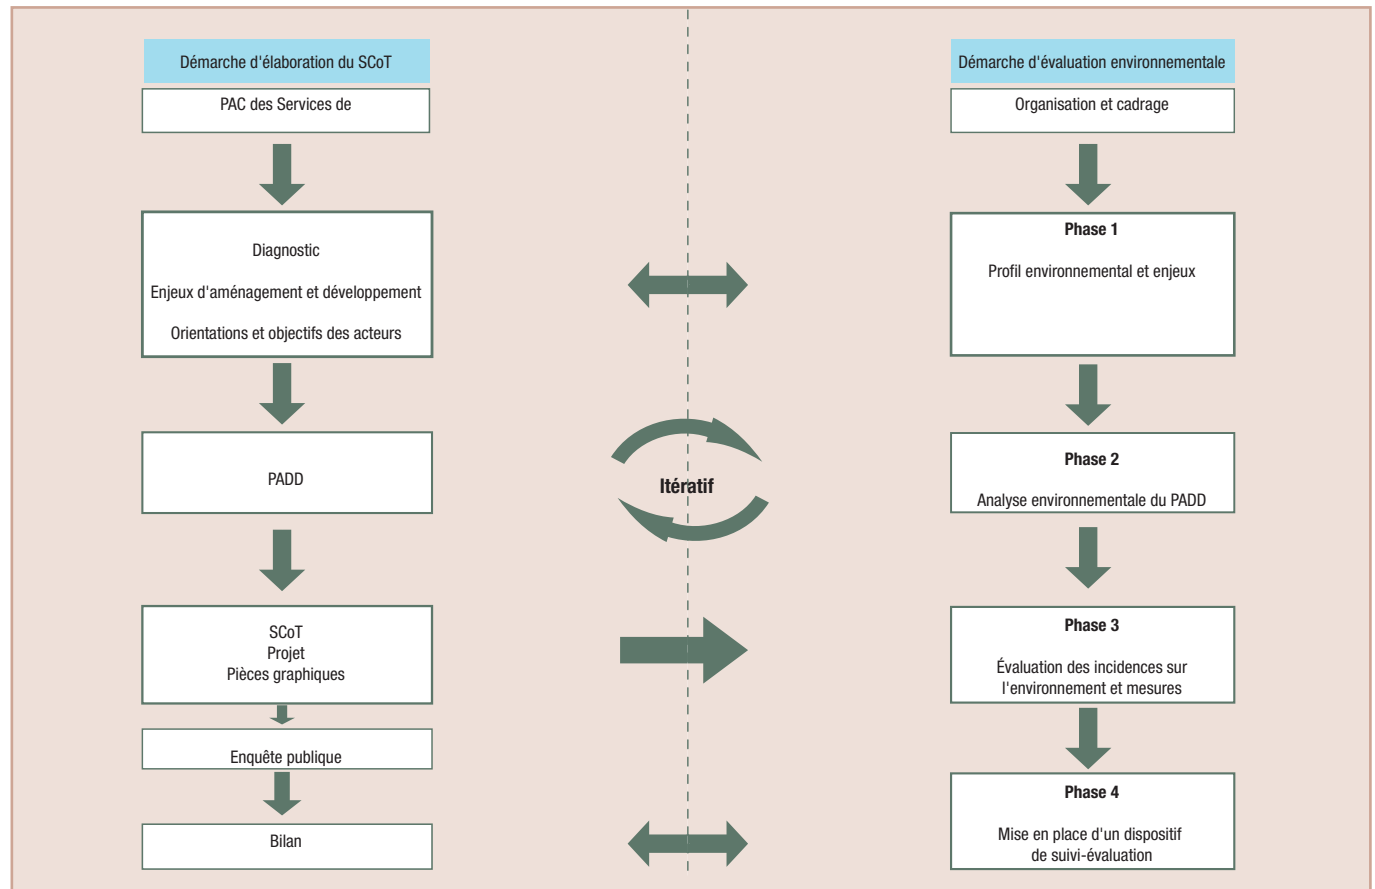 Démarche d'élaboration du SCoT
PAC des Services de
Diagnostic
Enjeux d'aménagement et développement
Orientations et objectifs des acteurs
PADD
SCoT
Projet
Pièces graphiques
Enquête publique
Bilan
Itératif
Démarche d'évaluation environnementale
Organisation et cadrage
Phase 1
Profil environnemental et enjeux
Phase 2
Analyse environnementale du PADD
Phase 3
Évaluation des incidences sur
l'environnement et mesures
Phase 4
Mise en place d'un dispositif
de suivi-évaluation